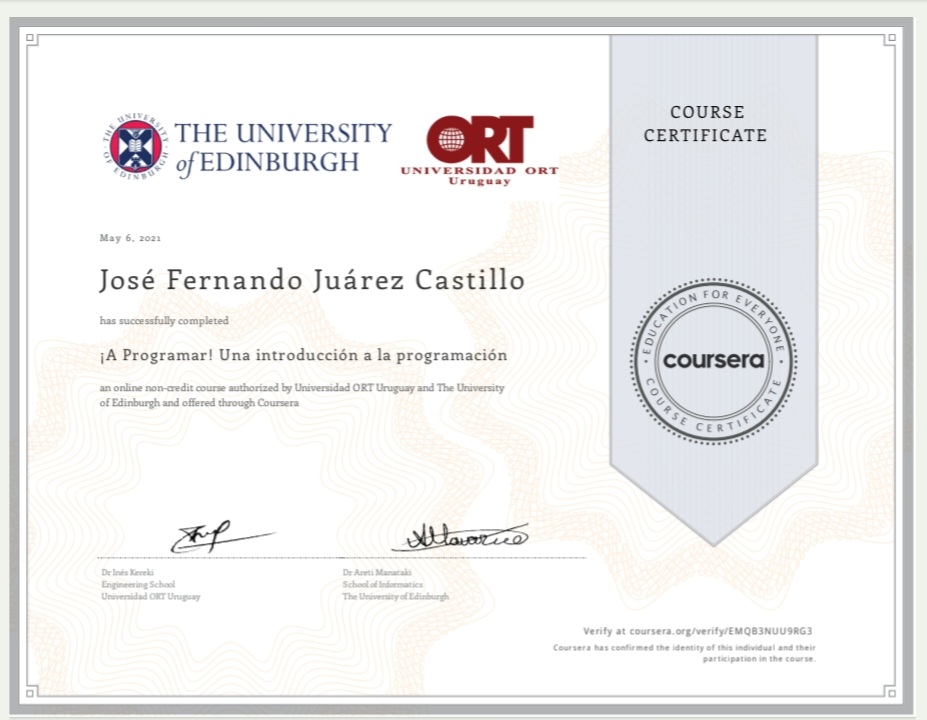 THE UNIVERSITY OF EDINBURGH
THE UNIVERSITY
of EDINBURGH
ORT
UNIVERSIDAD ORT
Uruguay
COURSE
CERTIFICATE
May 6, 2021
José Fernando Juárez Castillo
has successfully completed
¡A Programar! Una introducción a la programación
an online non-credit course authorized by Universidad ORT Uruguay and The University
of Edinburgh and offered through Coursera
EDUCATION FOR EVERYONE
coursera
COURSE CERTIFICATE
Dr Inés Kereki
Engineering School
Universidad ORT Uruguay
Dr Areti Manataki
School of Informatics
The University of Edinburgh
Verify at coursera.org/verify/EMQB3NUU9RG3
Coursera has confirmed the identity of this individual and their
participation in the course.